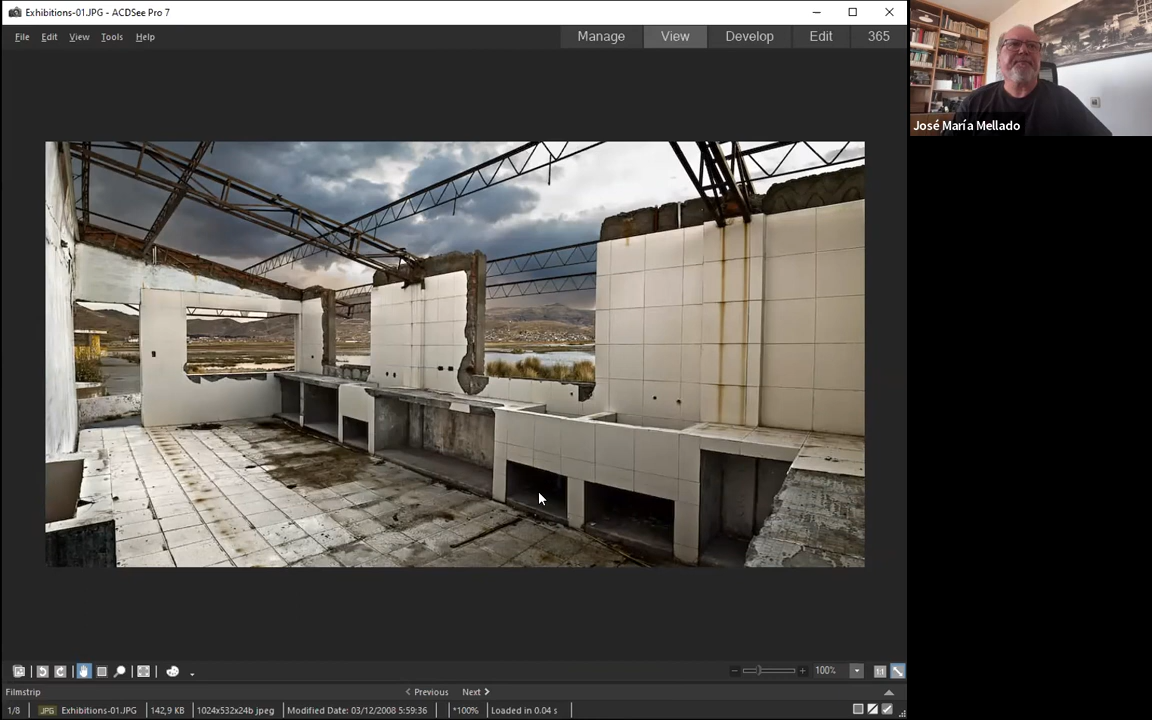 Exhibitions-01.JPG - ACDSee Pro 7
File Edit View Tools Help
Manage View Develop Edit 365
José María Mellado
100%
1:1
Filmstrip
Previous Next
1/8 JPG Exhibitions-01.JPG 142,9 KB 1024x532x24b jpeg Modified Date: 03/12/2008 5:59:36 *100% Loaded in 0.04 s